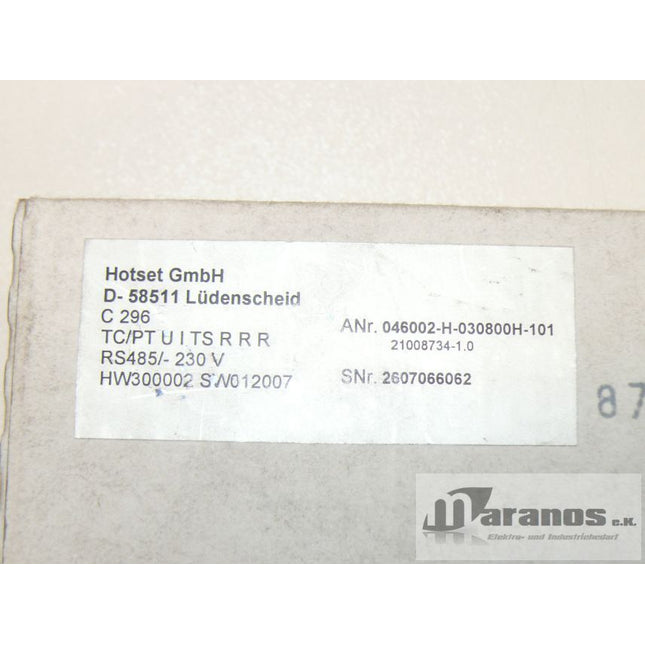 Hotset GmbH
D- 58511 Lüdenscheid
C 296
TC/PT U I TS R R R
RS485/- 230 V
HW300002 SW012007
ANr. 046002-H-030800H-101
21008734-1.0
SNr. 2607066062
87
Maranos e.K.
Elektro- und Industriebedarf